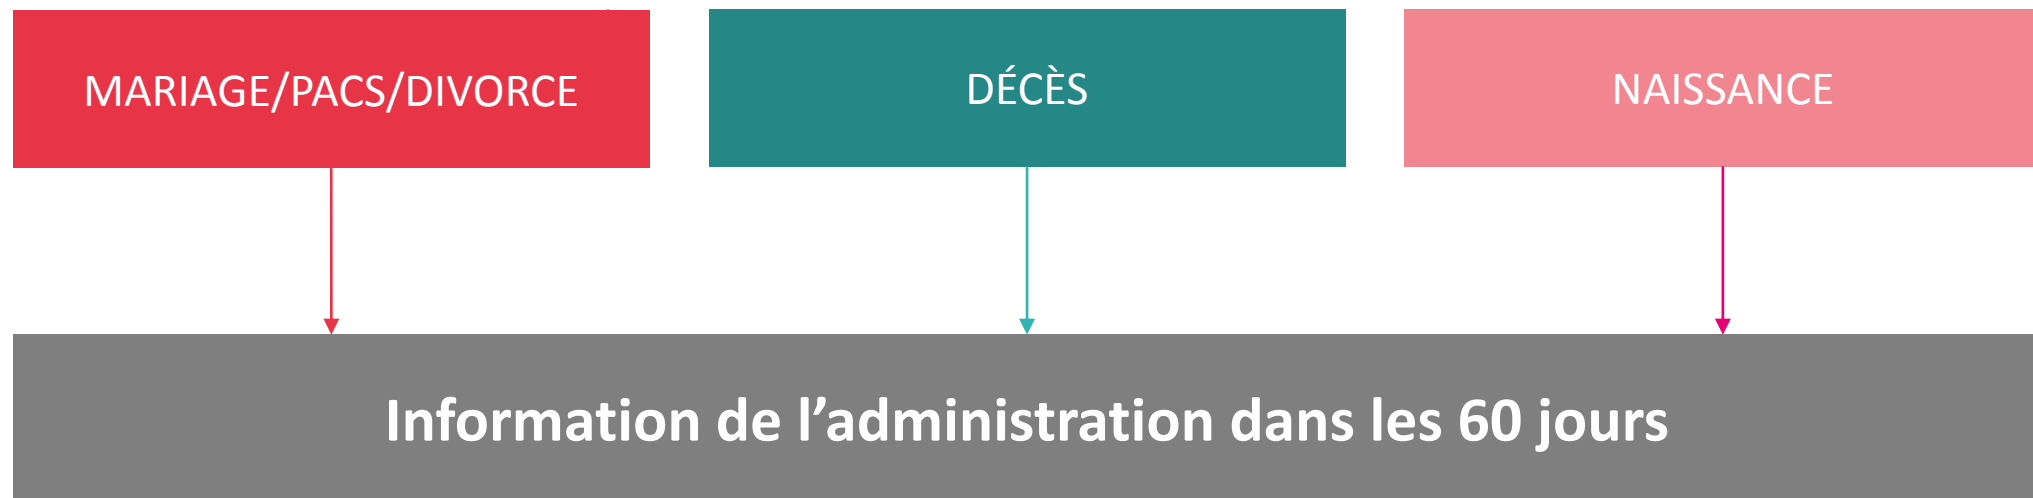 MARIAGE/PACS/DIVORCE
DÉCÈS
NAISSANCE
Information de l’administration dans les 60 jours